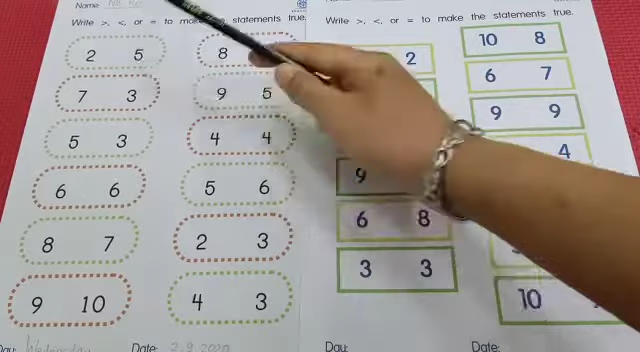 Name:
Write >, <, or = to make statements true.
2 5 8
7 3 9 5
5 3 4 4
6 6 5 6
8 7 2 3
9 10 4 3
Day: Wednesday Date: 2.9.2020
Write >, <, or = to make the statements true.
2 10 8
6 7
9 9
4
9
6 8
3 3
10
Day: Date: